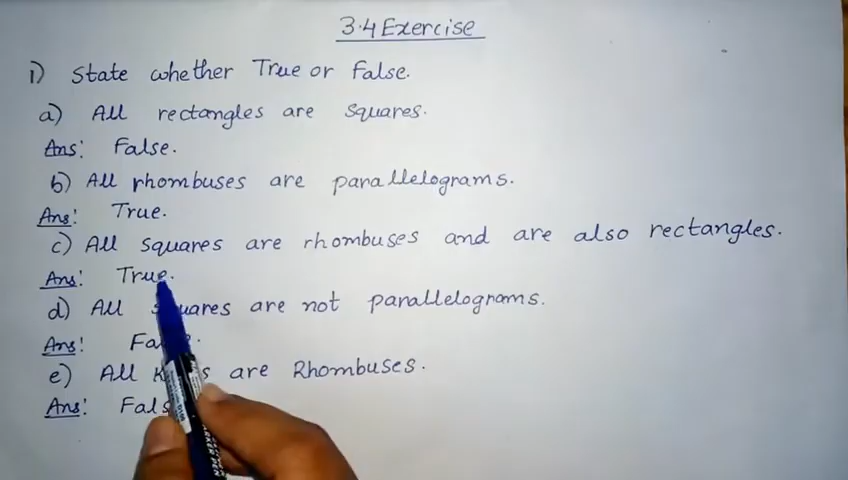 3.4 Exercise
1) State whether True or False.
a) All rectangles are squares.
Ans: False.
b) All rhombuses are parallelograms.
Ans: True.
c) All squares are rhombuses and are also rectangles.
Ans: True.
d) All squares are not parallelograms.
Ans:
e) All are Rhombuses.
Ans: